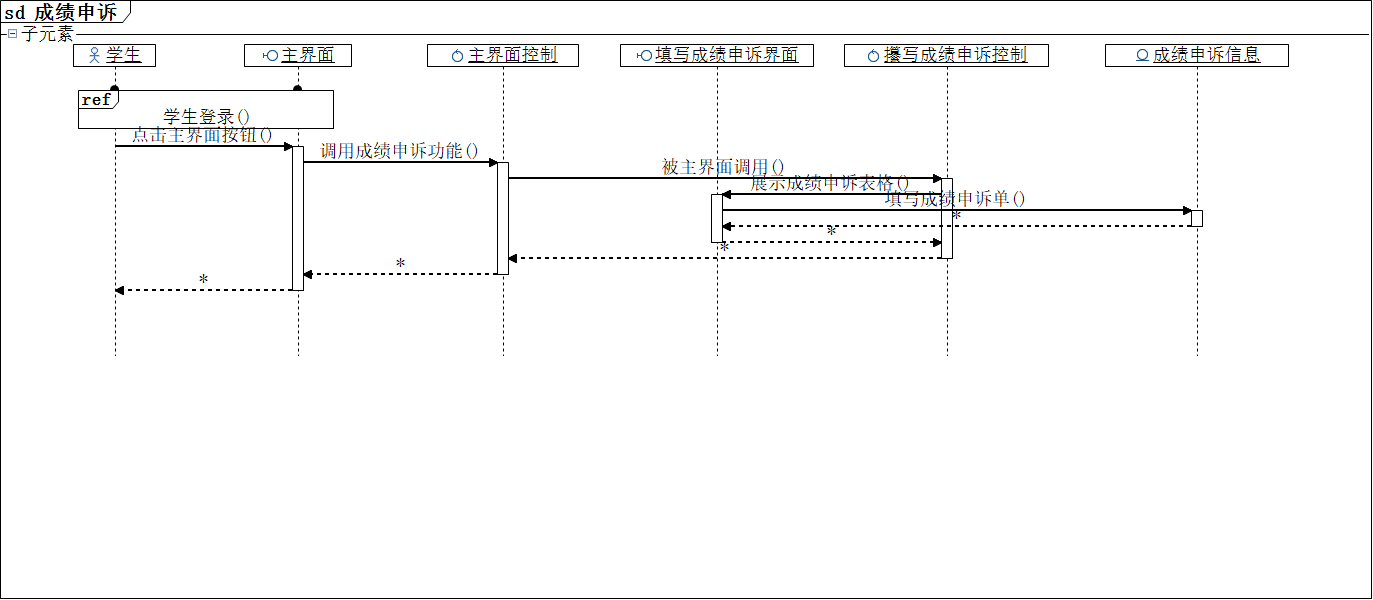 sd 成绩申诉
子元素
学生
主界面
主界面控制
填写成绩申诉界面
攥写成绩申诉控制
成绩申诉信息
ref
学生登录()
点击主界面按钮()
调用成绩申诉功能()
被主界面调用()
展示成绩申诉表格()
填写成绩申诉单()
*
*
*
*
*